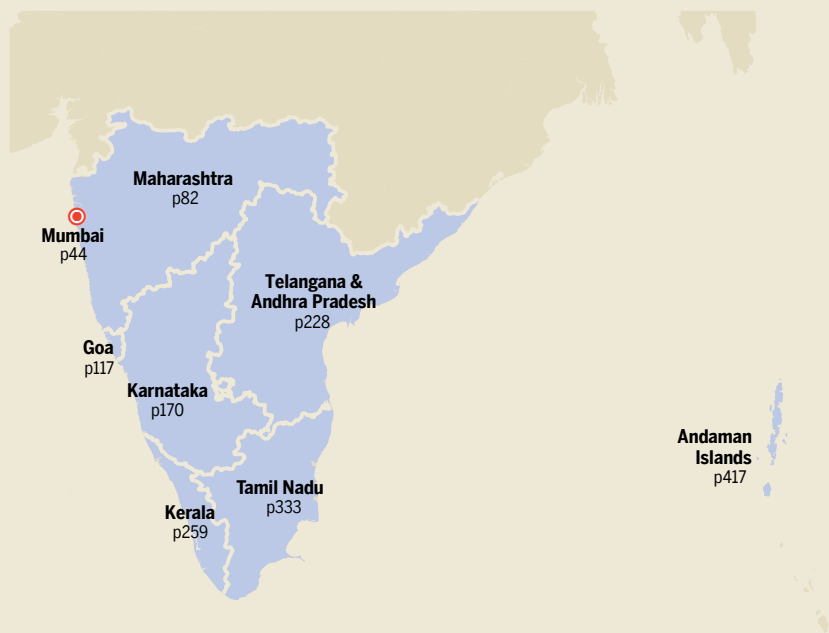 Maharashtra
p82
Mumbai
p44
Telangana &
Andhra Pradesh
p228
Goa
p117
Karnataka
p170
Andaman
Islands
p417
Tamil Nadu
p333
Kerala
p259